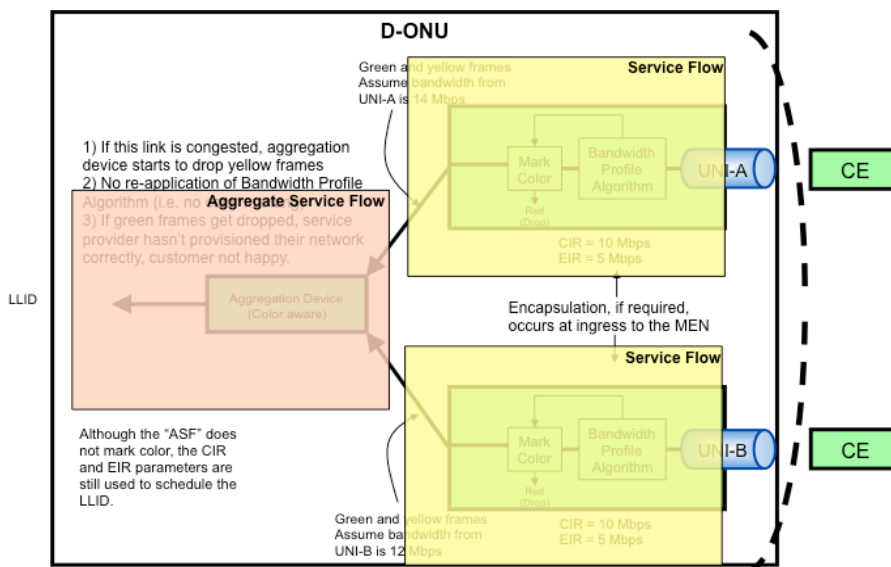 D-ONU
Green and yellow frames
Assume bandwidth from
UNI-A is 14 Mbps
Service Flow
1) If this link is congested, aggregation
device starts to drop yellow frames
2) No re-application of Bandwidth Profile
Algorithm (i.e. no
Aggregate Service Flow
3) If green frames get dropped, service
provider hasn't provisioned their network
correctly, customer not happy.
Mark
Color
Bandwidth
Profile
Algorithm
UNI-A
CE
Red
(Drop)
CIR = 10 Mbps
EIR = 5 Mbps
LLID
Aggregation Device
(Color aware)
Encapsulation, if required,
occurs at ingress to the MEN
Service Flow
Although the “ASF” does
not mark color, the CIR
and EIR parameters are
still used to schedule the
LLID.
Mark
Color
Bandwidth
Profile
Algorithm
UNI-B
CE
Red
(Drop)
Green and yellow frames
Assume bandwidth from
UNI-B is 12 Mbps
CIR = 10 Mbps
EIR = 5 Mbps